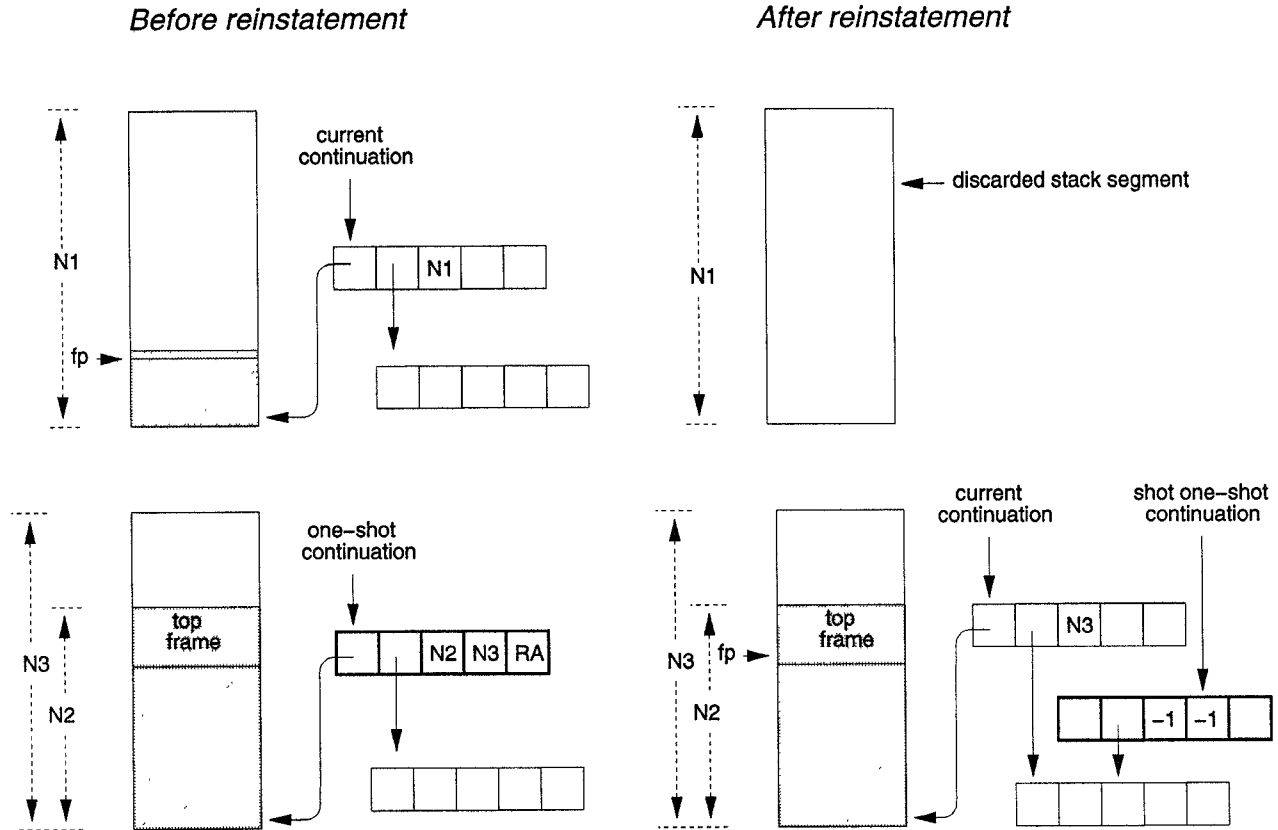 Before reinstatement
After reinstatement
current
continuation
N1
N1
fp
discarded stack segment
N1
one-shot
continuation
top
frame
N3
N2
N2 N3 RA
current
continuation
shot one-shot
continuation
top
frame
N3
fp
N3
N2
-1 -1